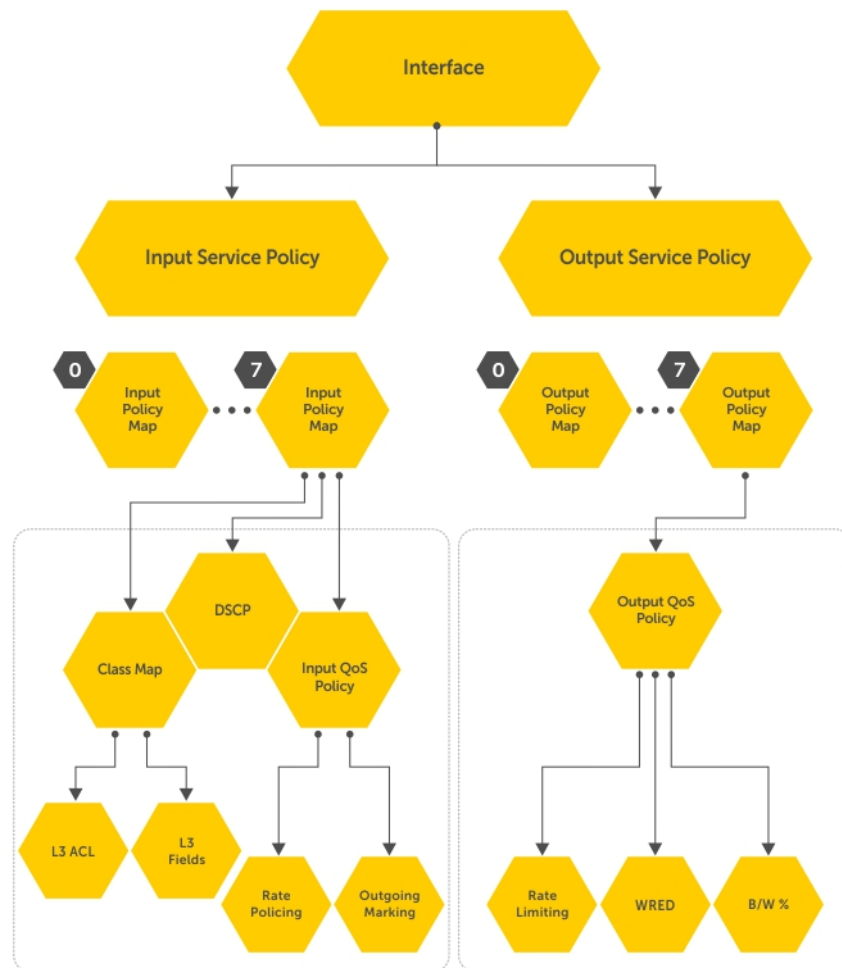 Interface
Input Service Policy
Output Service Policy
0
Input
Policy
Map
7
Input
Policy
Map
0
Output
Policy
Map
7
Output
Policy
Map
DSCP
Class Map
Input QoS
Policy
Output QoS
Policy
L3 ACL
L3
Fields
Rate
Policing
Outgoing
Marking
Rate
Limiting
WRED
B/W %